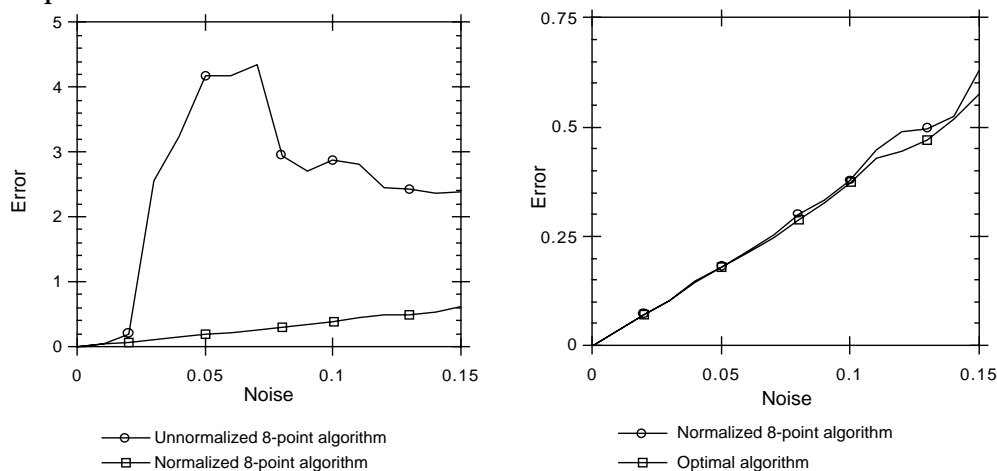 5
4
3
2
1
0
Error
0
0.05
0.1
0.15
Noise
Unnormalized 8-point algorithm
Normalized 8-point algorithm
0.75
0.5
0.25
0
Error
0
0.05
0.1
0.15
Noise
Normalized 8-point algorithm
Optimal algorithm